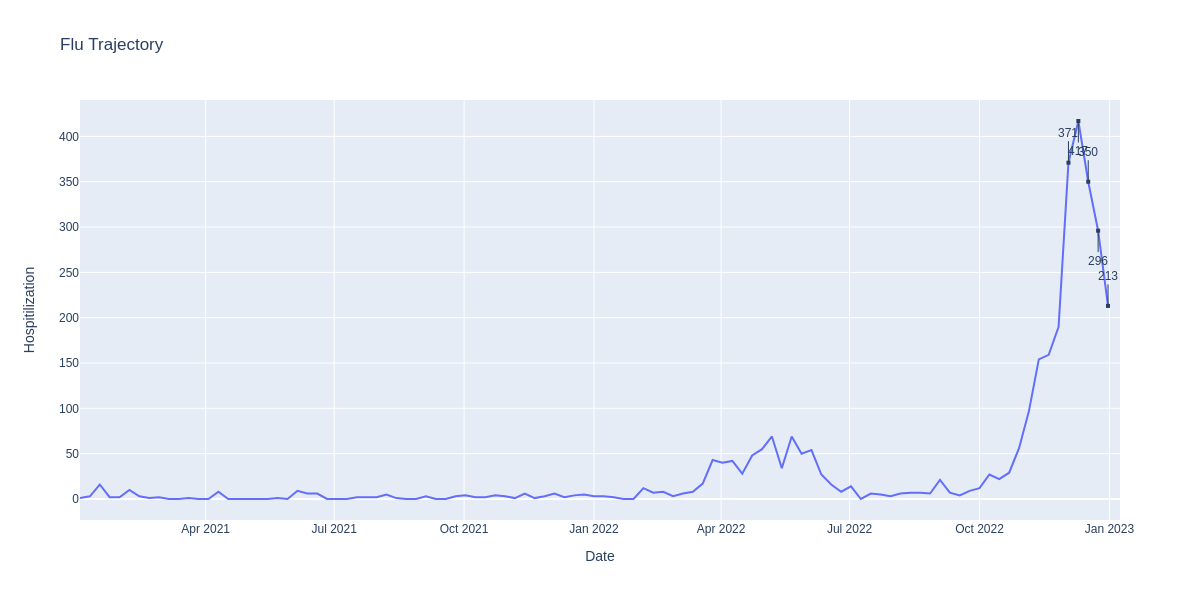 Flu Trajectory
Hospitilization
400
350
300
250
200
150
100
50
0
371
417
350
296
213
Apr 2021
Jul 2021
Oct 2021
Jan 2022
Apr 2022
Jul 2022
Oct 2022
Jan 2023
Date